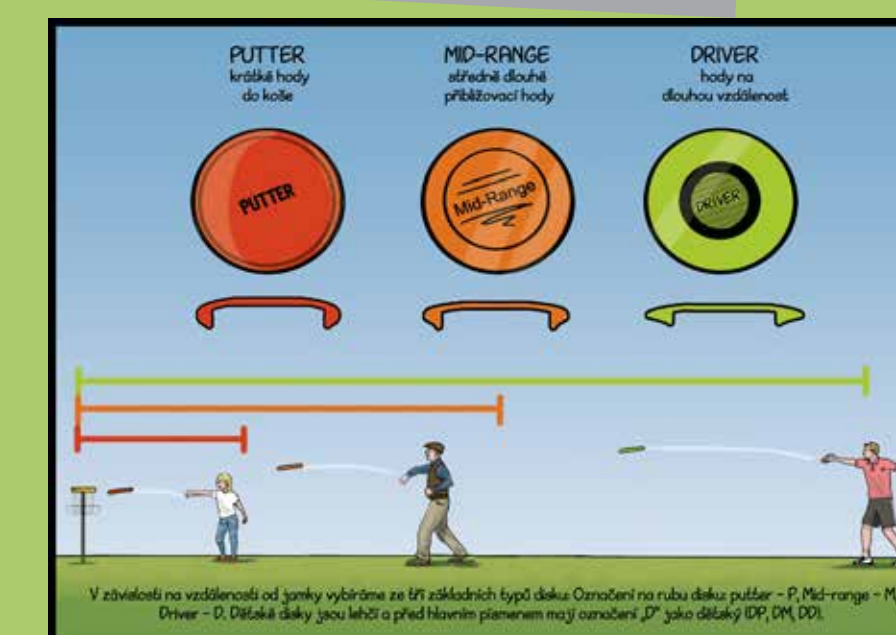 PUTTER
krátké hody
do koše
MID-RANGE
středně dlouhé
přibližovací hody
DRIVER
hody na
dlouhou vzdálenost
PUTTER
Mid-Range
DRIVER
V závislosti na vzdálenosti od jamky vybíráme ze tří základních typů disku: Označení na rubu disku: putter – P, Mid-range – M,
Driver – D. Dětské disky jsou lehčí a před hlavním písmenem mají označení „D" jako dětský (DP, DM, DD).